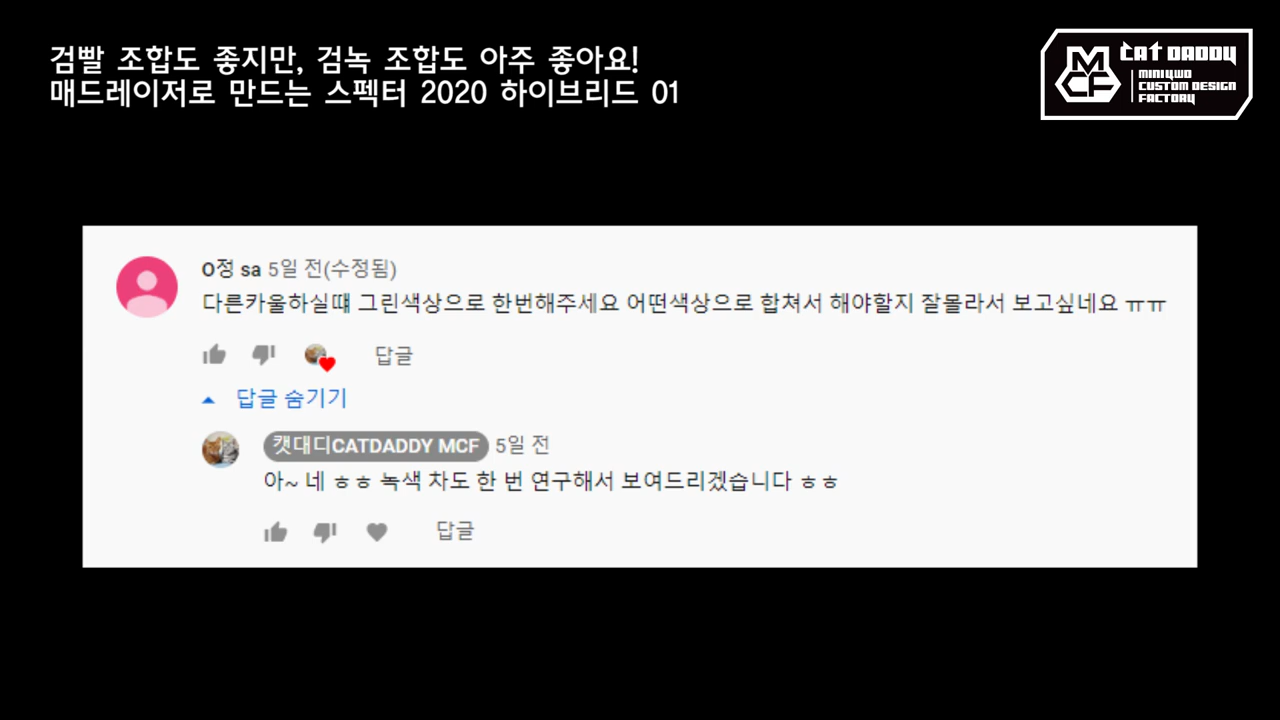 검빨 조합도 좋지만, 검녹 조합도 아주 좋아요!
매드레이저로 만드는 스펙터 2020 하이브리드 01
MCF
CAT DADDY
MINI4WD
CUSTOM DESIGN
FACTORY
O정 sa 5일 전(수정됨)
다른카울하실떄 그린색상으로 한번해주세요 어떤색상으로 합쳐서 해야할지 잘몰라서 보고싶네요 ㅠㅠ
답글
답글 숨기기
캣대디CATDADDY MCF 5일 전
아~ 네 ㅎㅎ 녹색 차도 한 번 연구해서 보여드리겠습니다 ㅎㅎ
답글